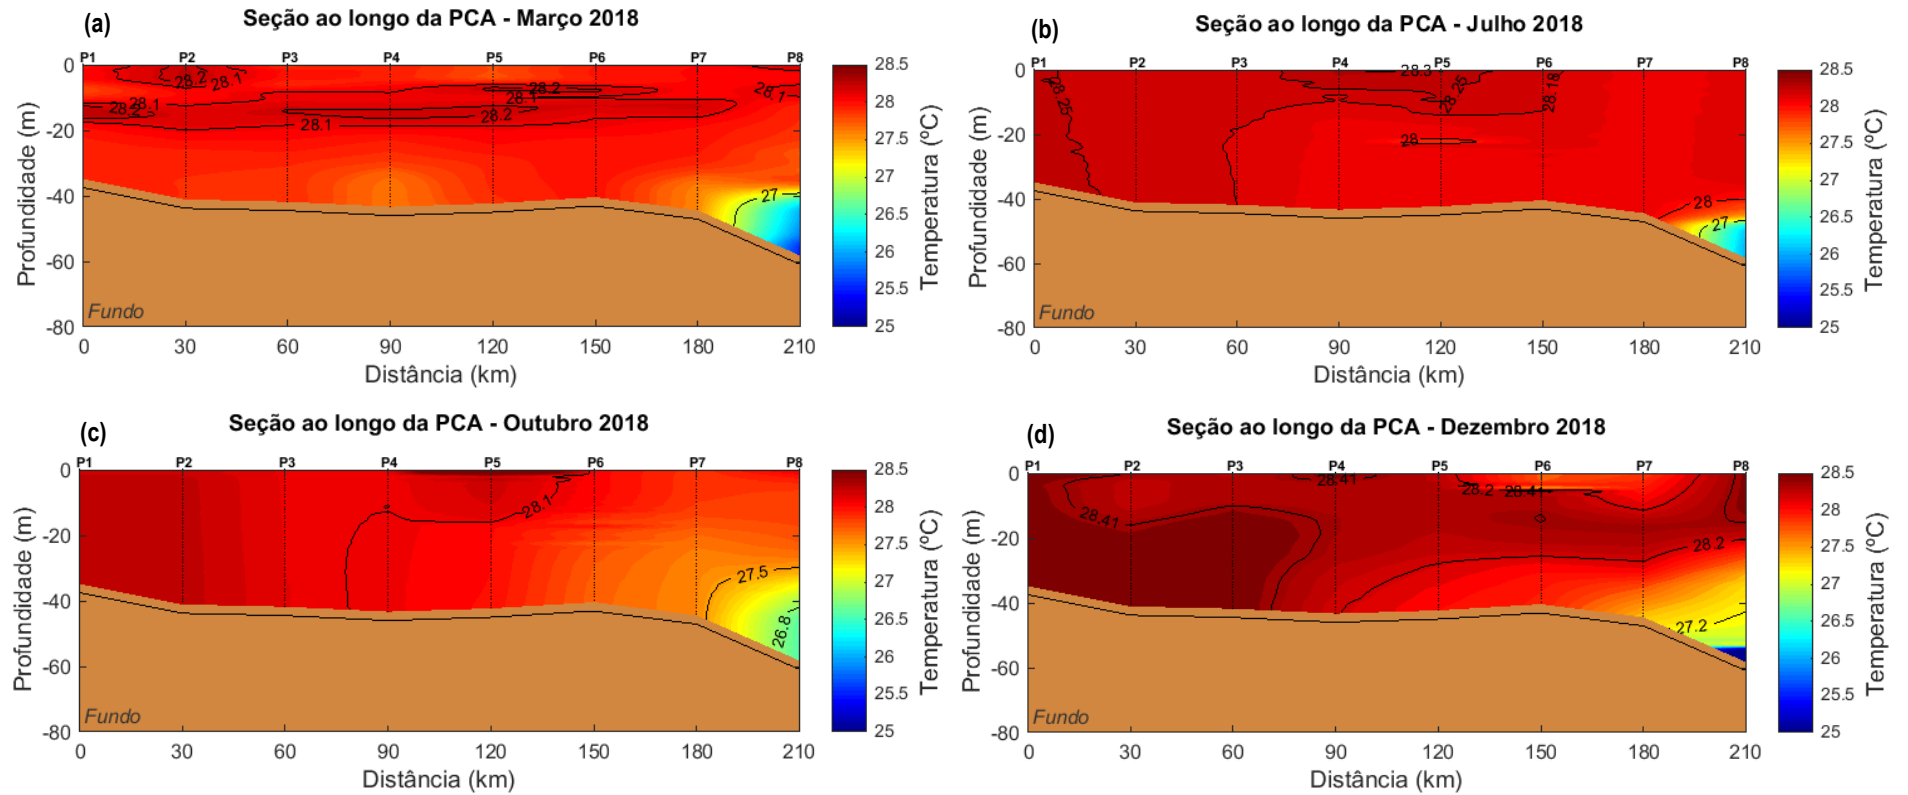 (a)
Seção ao longo da PCA - Março 2018
P1 P2 P3 P4 P5 P6 P7 P8
0
-20
-40
-60
-80
Profundidade (m)
28.2
28.1
28.2
28.1
28.1
28.2
28.1
28.2
28.1
28.1
27
Fundo
0 30 60 90 120 150 180 210
Distância (km)
28.5
28
27.5
27
26.5
26
25.5
25
Temperatura (ºC)
(b)
Seção ao longo da PCA - Julho 2018
P1 P2 P3 P4 P5 P6 P7 P8
0
-20
-40
-60
-80
Profundidade (m)
28.25
28.3
28.25
28.18
28
28
27
Fundo
0 30 60 90 120 150 180 210
Distância (km)
28.5
28
27.5
27
26.5
26
25.5
25
Temperatura (ºC)
(c)
Seção ao longo da PCA - Outubro 2018
P1 P2 P3 P4 P5 P6 P7 P8
0
-20
-40
-60
-80
Profundidade (m)
28.1
27.5
26.8
Fundo
0 30 60 90 120 150 180 210
Distância (km)
28.5
28
27.5
27
26.5
26
25.5
25
Temperatura (ºC)
(d)
Seção ao longo da PCA - Dezembro 2018
P1 P2 P3 P4 P5 P6 P7 P8
0
-20
-40
-60
-80
Profundidade (m)
28.41
28.41
28.2
28.41
28.2
27.2
Fundo
0 30 60 90 120 150 180 210
Distância (km)
28.5
28
27.5
27
26.5
26
25.5
25
Temperatura (ºC)